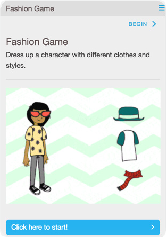 Fashion Game
BEGIN
Fashion Game
Dress up a character with different clothes and
styles.
Click here to start!